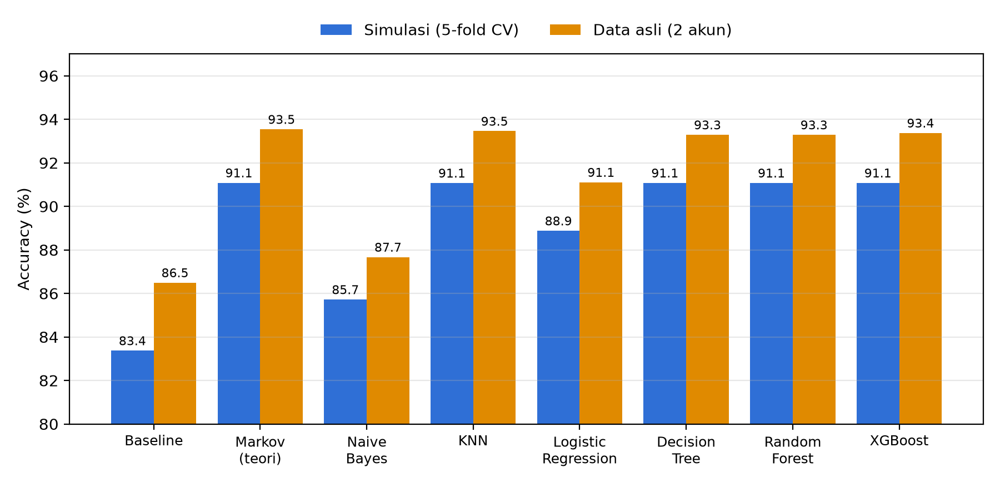 Simulasi (5-fold CV) Data asli (2 akun)
Accuracy (%)
96
94
92
90
88
86
84
82
80
83.4 86.5
91.1 93.5
85.7 87.7
91.1 93.5
88.9 91.1
91.1 93.3
91.1 93.3
91.1 93.4
Baseline
Markov
(teori)
Naive
Bayes
KNN
Logistic
Regression
Decision
Tree
Random
Forest
XGBoost